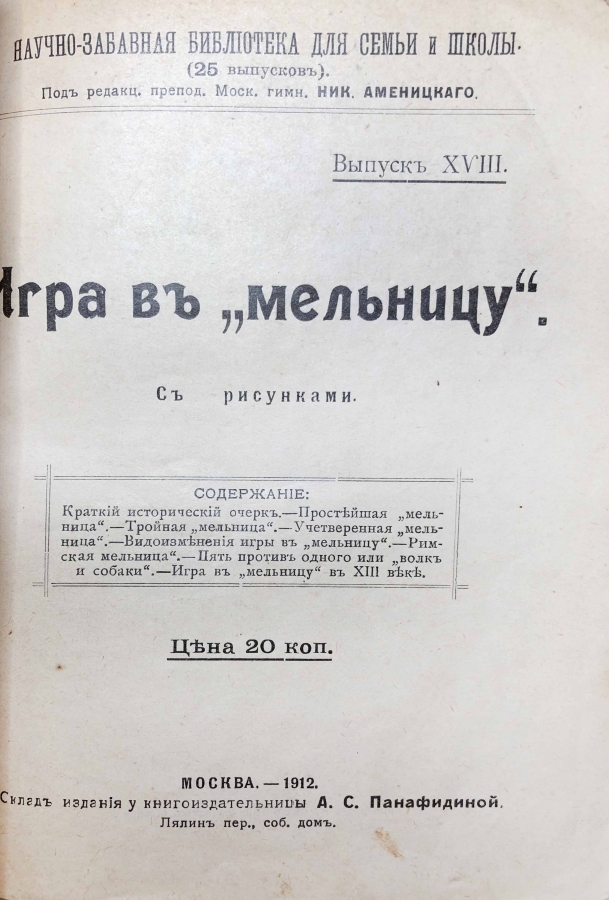 НАУЧНО-ЗАБАВНАЯ БИБЛІОТЕКА ДЛЯ СЕМЬИ и ШКОЛЫ.
(25 выпусковъ).
Подъ редакц. препод. Моск. гимн. НИК. АМЕНИЦКАГО.
Выпускъ XVIII.
Игра въ „мельницу“.
Съ рисунками.
СОДЕРЖАНІЕ:
Краткій историческій очеркъ.—Простѣйшая „мель-
ница“.—Тройная „мельница“.—Учетверенная „мель-
ница“.—Видоизмѣненія игры въ „мельницу“.—Рим-
ская мельница“.—Пять противъ одного или „волкъ
и собаки“.—Игра въ „мельницу“ въ XIII вѣкѣ.
Цѣна 20 коп.
МОСКВА.—1912.
Складъ изданія у книгоиздательницы А. С. Панафидиной.
Лялинъ пер., соб. домъ.